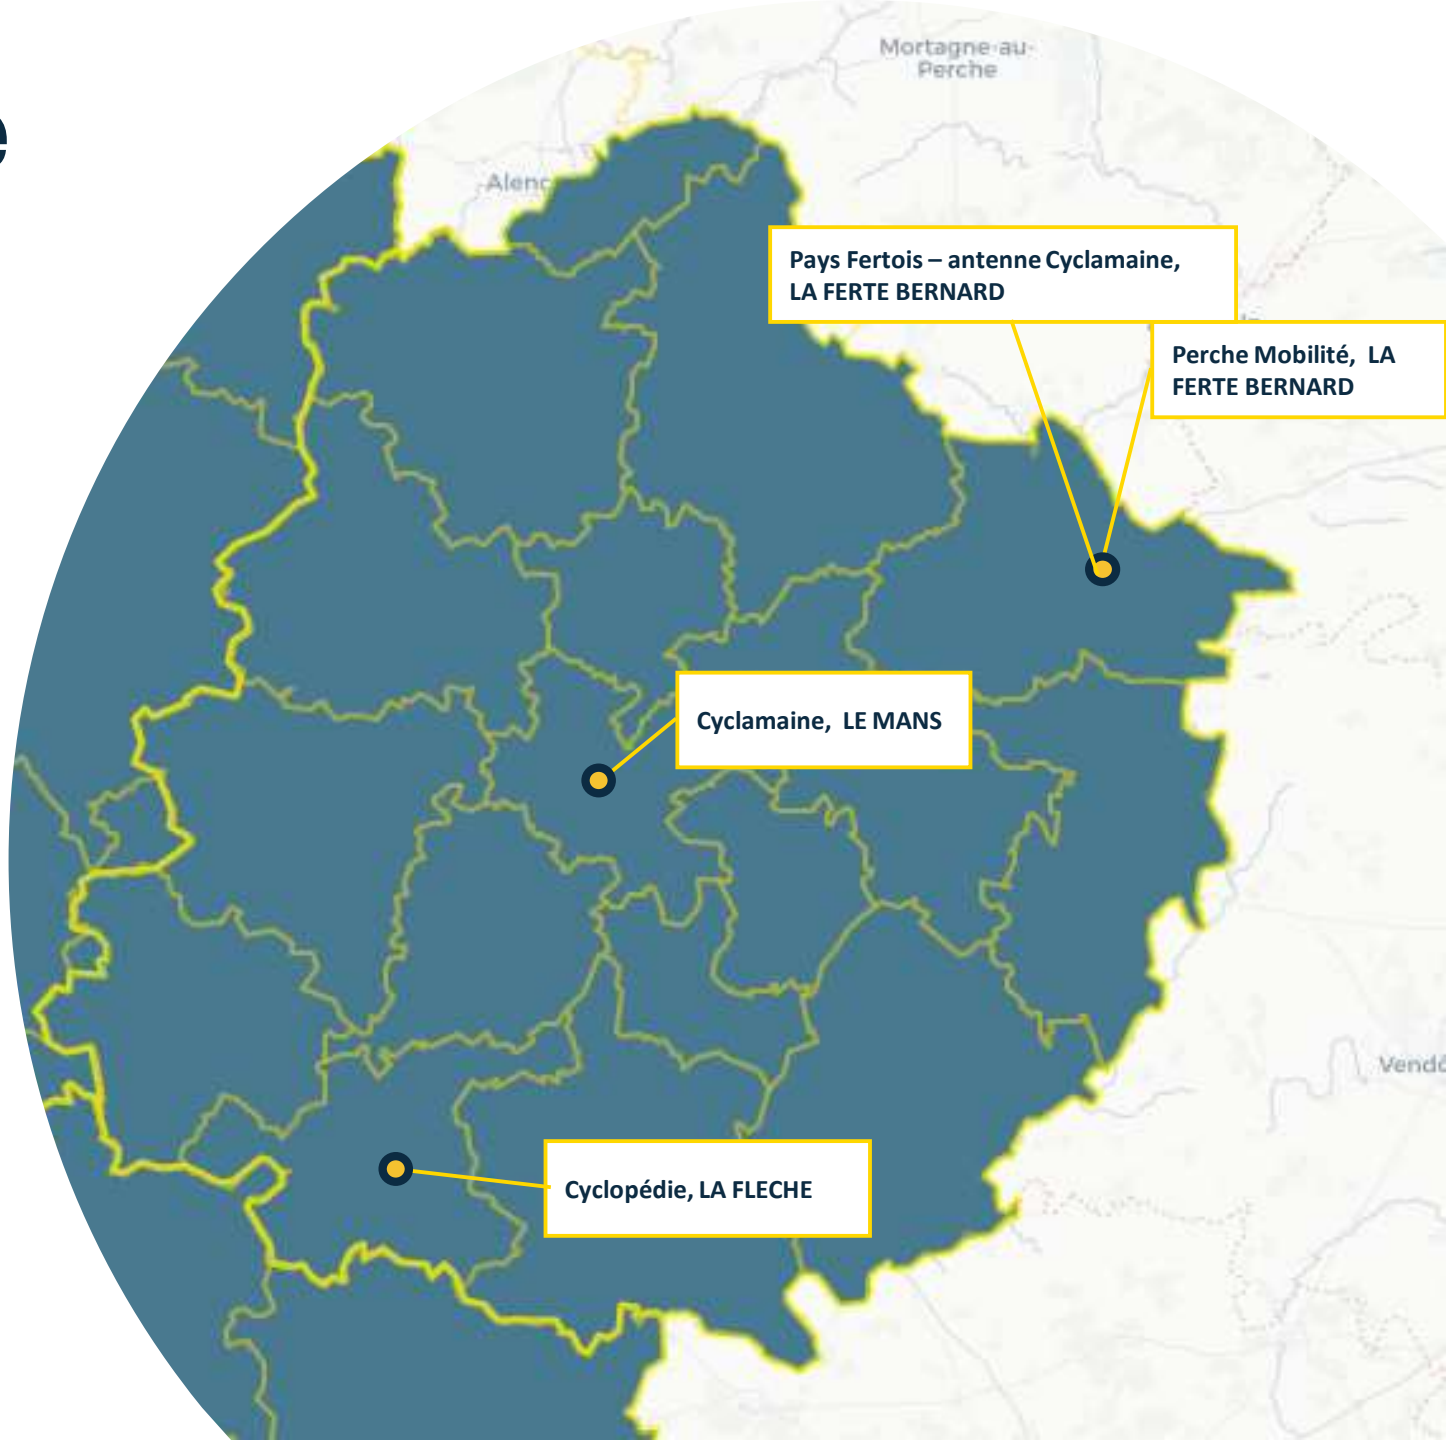 e
Mortagne-au-
Perche
Alenç
Pays Fertois – antenne Cyclamaine,
LA FERTE BERNARD
Perche Mobilité, LA
FERTE BERNARD
Cyclamaine, LE MANS
Vendô
Cyclopédie, LA FLECHE